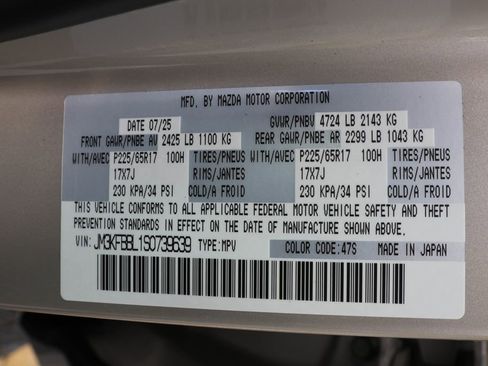 MFD. BY MAZDA MOTOR CORPORATION
DATE 07/25 GVWR/PNBV 4724 LB 2143 KG
FRONT GAWR/PNBE AV 2425 LB 1100 KG REAR GAWR/PNBE AR 2299 LB 1043 KG
WITH/AVEC P225/65R17 100H TIRES/PNEUS WITH/AVEC P225/65R17 100H TIRES/PNEUS
17X7J RIMS/JANTES 17X7J RIMS/JANTES
230 KPA/34 PSI COLD/A FROID 230 KPA/34 PSI COLD/A FROID
THIS VEHICLE CONFORMS TO ALL APPLICABLE FEDERAL MOTOR VEHICLE SAFETY AND THEFT
PREVENTION STANDARDS IN EFFECT ON THE DATE OF MANUFACTURE SHOWN ABOVE.
VIN: JM3KFBBL1S0739639 TYPE:MPV COLOR CODE:47S MADE IN JAPAN